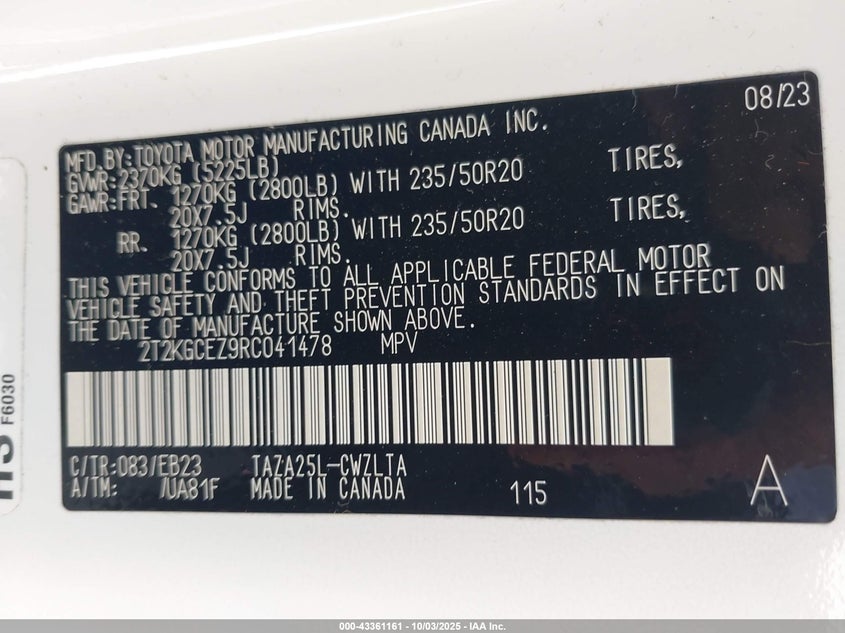 08/23
MFD.BY:TOYOTA MOTOR MANUFACTURING CANADA INC.
GVWR:2370KG (5225LB)
GAWR:FRT. 1270KG (2800LB) WITH 235/50R20 TIRES,
20X7.5J RIMS.
RR. 1270KG (2800LB) WITH 235/50R20 TIRES,
20X7.5J RIMS.
THIS VEHICLE CONFORMS TO ALL APPLICABLE FEDERAL MOTOR
VEHICLE SAFETY AND THEFT PREVENTION STANDARDS IN EFFECT ON
THE DATE OF MANUFACTURE SHOWN ABOVE.
2T2KGCEZ9RC041478 MPV
C/TR:083/EB23 TAZA25L-CWZLTA
A/TM: /UA81F MADE IN CANADA 115 A
F6030
000-43361161 - 10/03/2025 - IAA Inc.